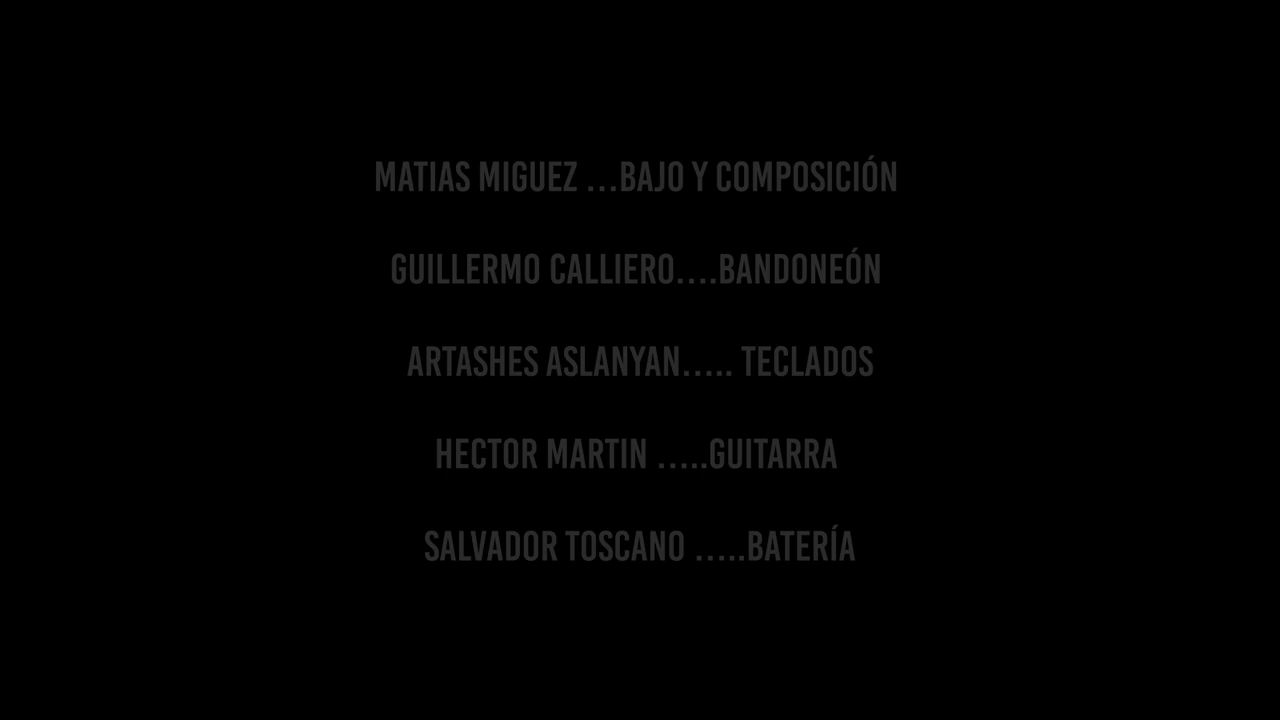 MATIAS MIGUEZ ...BAJO Y COMPOSICIÓN
GUILLERMO CALLIERO....BANDONEÓN
ARTASHES ASLANYAN..... TECLADOS
HECTOR MARTIN .....GUITARRA
SALVADOR TOSCANO .....BATERÍA